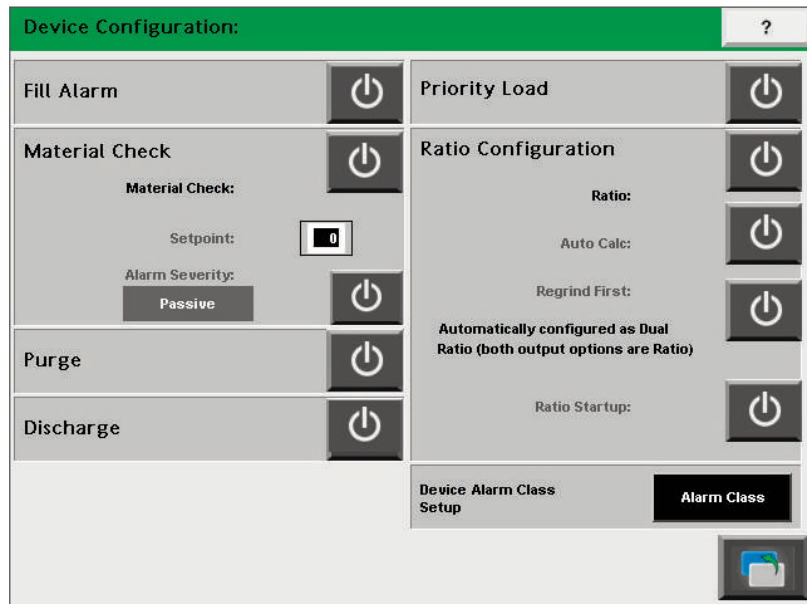 Device Configuration:
?
Fill Alarm
Material Check
Material Check:
Setpoint:
0
Alarm Severity:
Passive
Purge
Discharge
Priority Load
Ratio Configuration
Ratio:
Auto Calc:
Regrind First:
Automatically configured as Dual
Ratio (both output options are Ratio)
Ratio Startup:
Device Alarm Class
Setup
Alarm Class